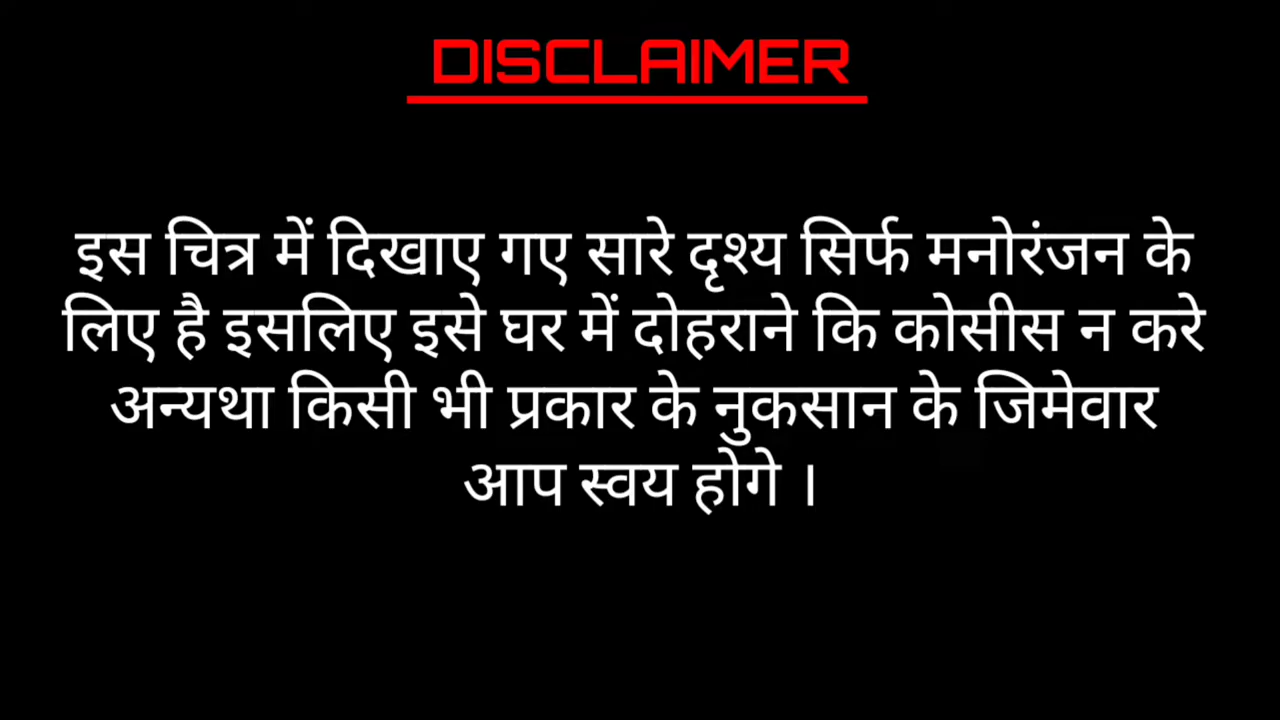 DISCLAIMER
इस चित्र में दिखाए गए सारे दृश्य सिर्फ मनोरंजन के
लिए है इसलिए इसे घर में दोहराने कि कोसीस न करे
अन्यथा किसी भी प्रकार के नुकसान के जिमेवार
आप स्वय होगे ।